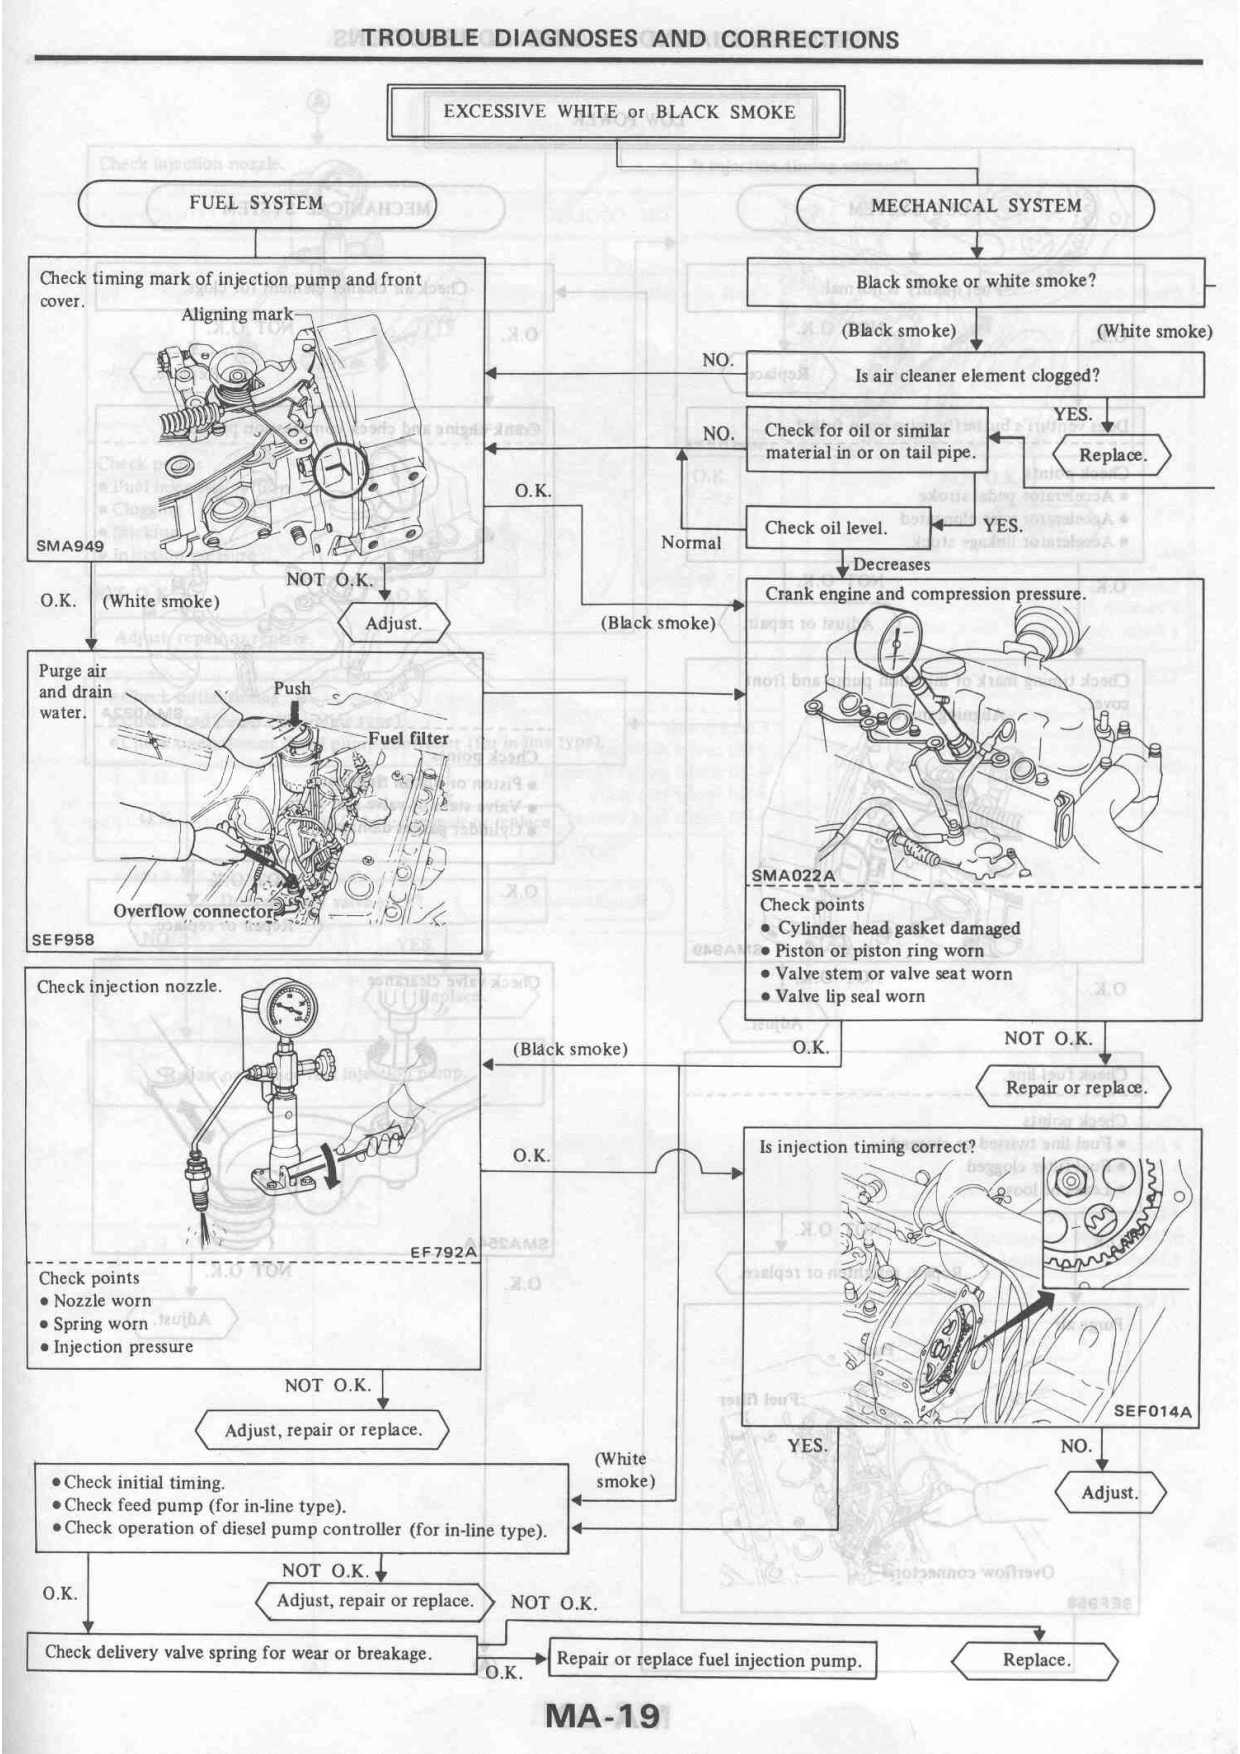 TROUBLE DIAGNOSES AND CORRECTIONS
EXCESSIVE WHITE or BLACK SMOKE
FUEL SYSTEM
MECHANICAL SYSTEM
Check timing mark of injection pump and front
cover.
Aligning mark
SMA949
Black smoke or white smoke?
(Black smoke)
(White smoke)
NO.
Is air cleaner element clogged?
YES.
Replace.
NO.
Check for oil or similar
material in or on tail pipe.
O.K.
YES.
Check oil level.
Normal
Decreases
NOT O.K.
O.K.
(White smoke)
Adjust.
(Black smoke)
Crank engine and compression pressure.
SMA022A
Check points
• Cylinder head gasket damaged
• Piston or piston ring worn
• Valve stem or valve seat worn
• Valve lip seal worn
Purge air
and drain
water.
Push
Fuel filter
Overflow connector
SEF958
(Black smoke)
O.K.
NOT O.K.
Repair or replace.
Check injection nozzle.
EF792A
Check points
• Nozzle worn
• Spring worn
• Injection pressure
O.K.
Is injection timing correct?
SEF014A
NOT O.K.
Adjust, repair or replace.
YES.
NO.
Adjust.
(White
smoke)
• Check initial timing.
• Check feed pump (for in-line type).
• Check operation of diesel pump controller (for in-line type).
NOT O.K.
O.K.
Adjust, repair or replace.
NOT O.K.
Check delivery valve spring for wear or breakage.
O.K.
Repair or replace fuel injection pump.
Replace.
MA-19